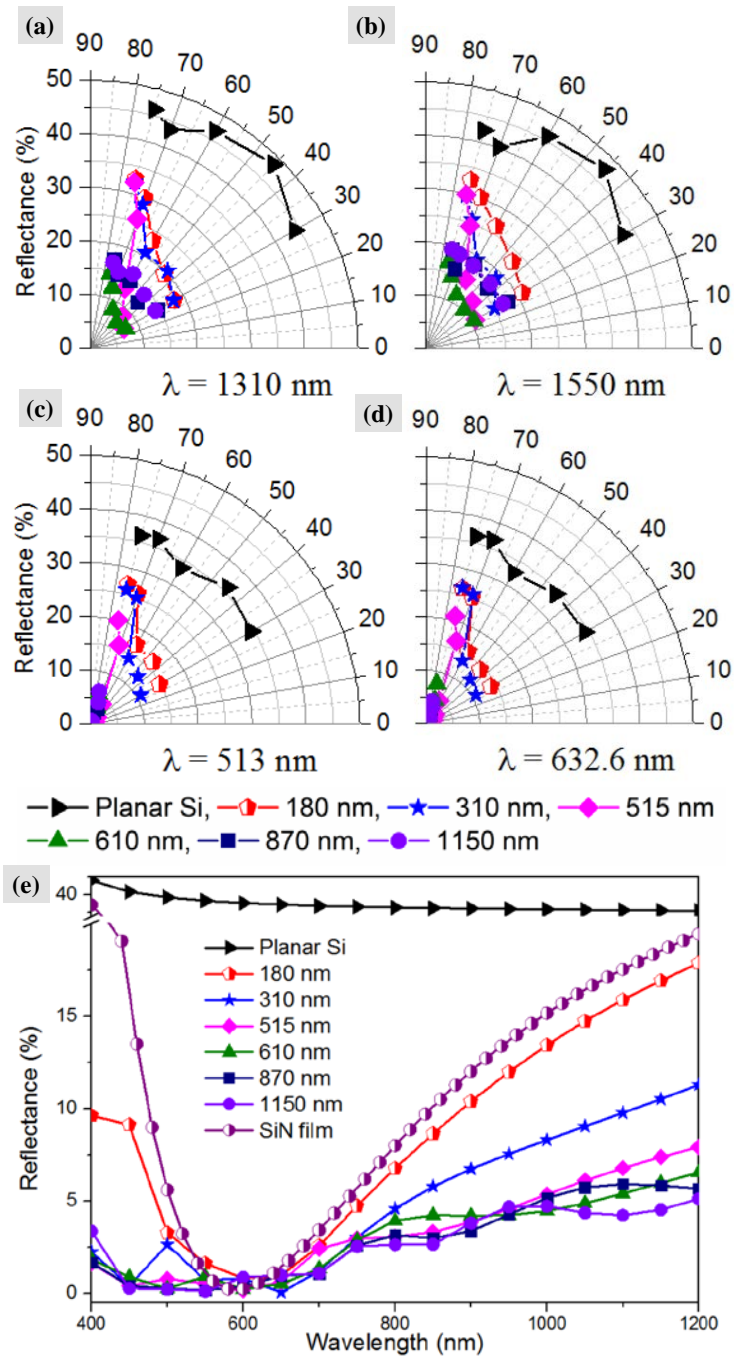 (a)
(b)
90
80
70
60
50
40
30
20
10
0
50
40
30
20
10
0
Reflectance (%)
λ = 1310 nm
90
80
70
60
50
40
30
20
10
0
λ = 1550 nm
(c)
(d)
90
80
70
60
50
40
30
20
10
0
50
40
30
20
10
0
Reflectance (%)
λ = 513 nm
90
80
70
60
50
40
30
20
10
0
λ = 632.6 nm
Planar Si, 180 nm, 310 nm, 515 nm
610 nm, 870 nm, 1150 nm
(e)
40
15
10
5
0
Reflectance (%)
Planar Si
180 nm
310 nm
515 nm
610 nm
870 nm
1150 nm
SiN film
400 600 800 1000 1200
Wavelength (nm)